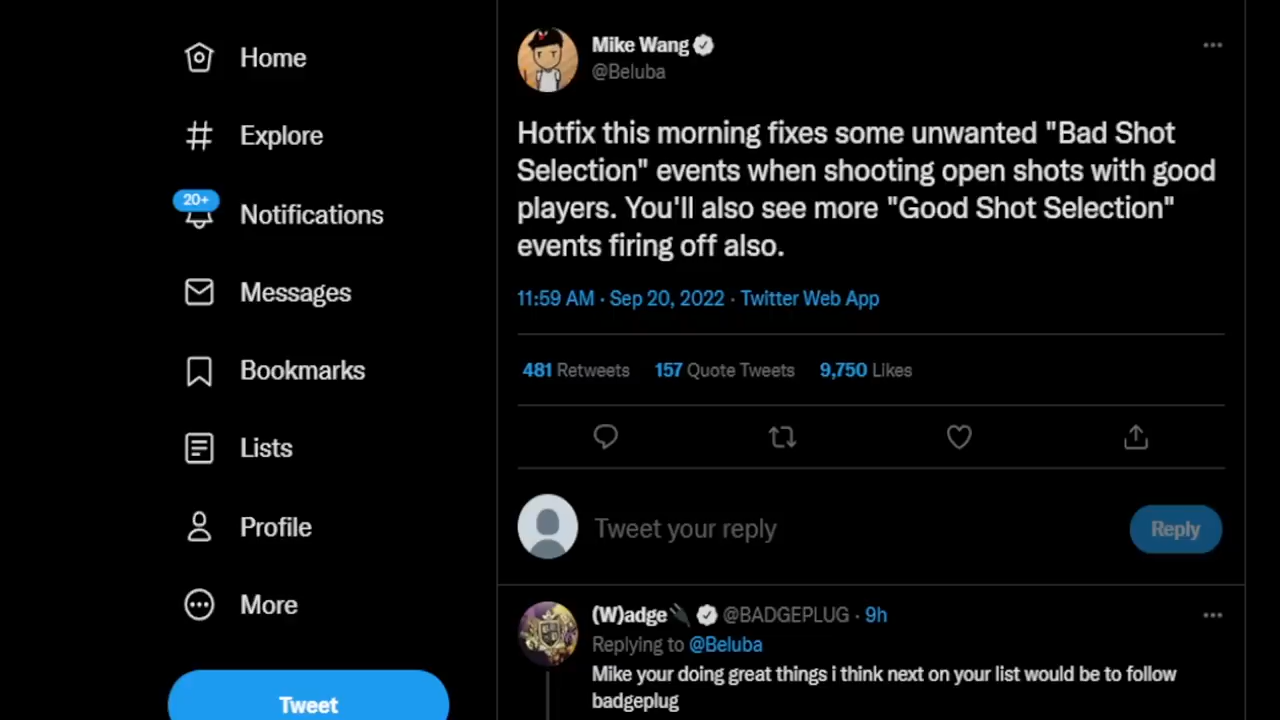 Home
Explore
20+
Notifications
Messages
Bookmarks
Lists
Profile
More
Tweet
Mike Wang
@Beluba
Hotfix this morning fixes some unwanted "Bad Shot
Selection" events when shooting open shots with good
players. You'll also see more "Good Shot Selection"
events firing off also.
11:59 AM · Sep 20, 2022 · Twitter Web App
481 Retweets 157 Quote Tweets 9,750 Likes
Tweet your reply
Reply
(W)adge @BADGEPLUG · 9h
Replying to @Beluba
Mike your doing great things i think next on your list would be to follow
badgeplug